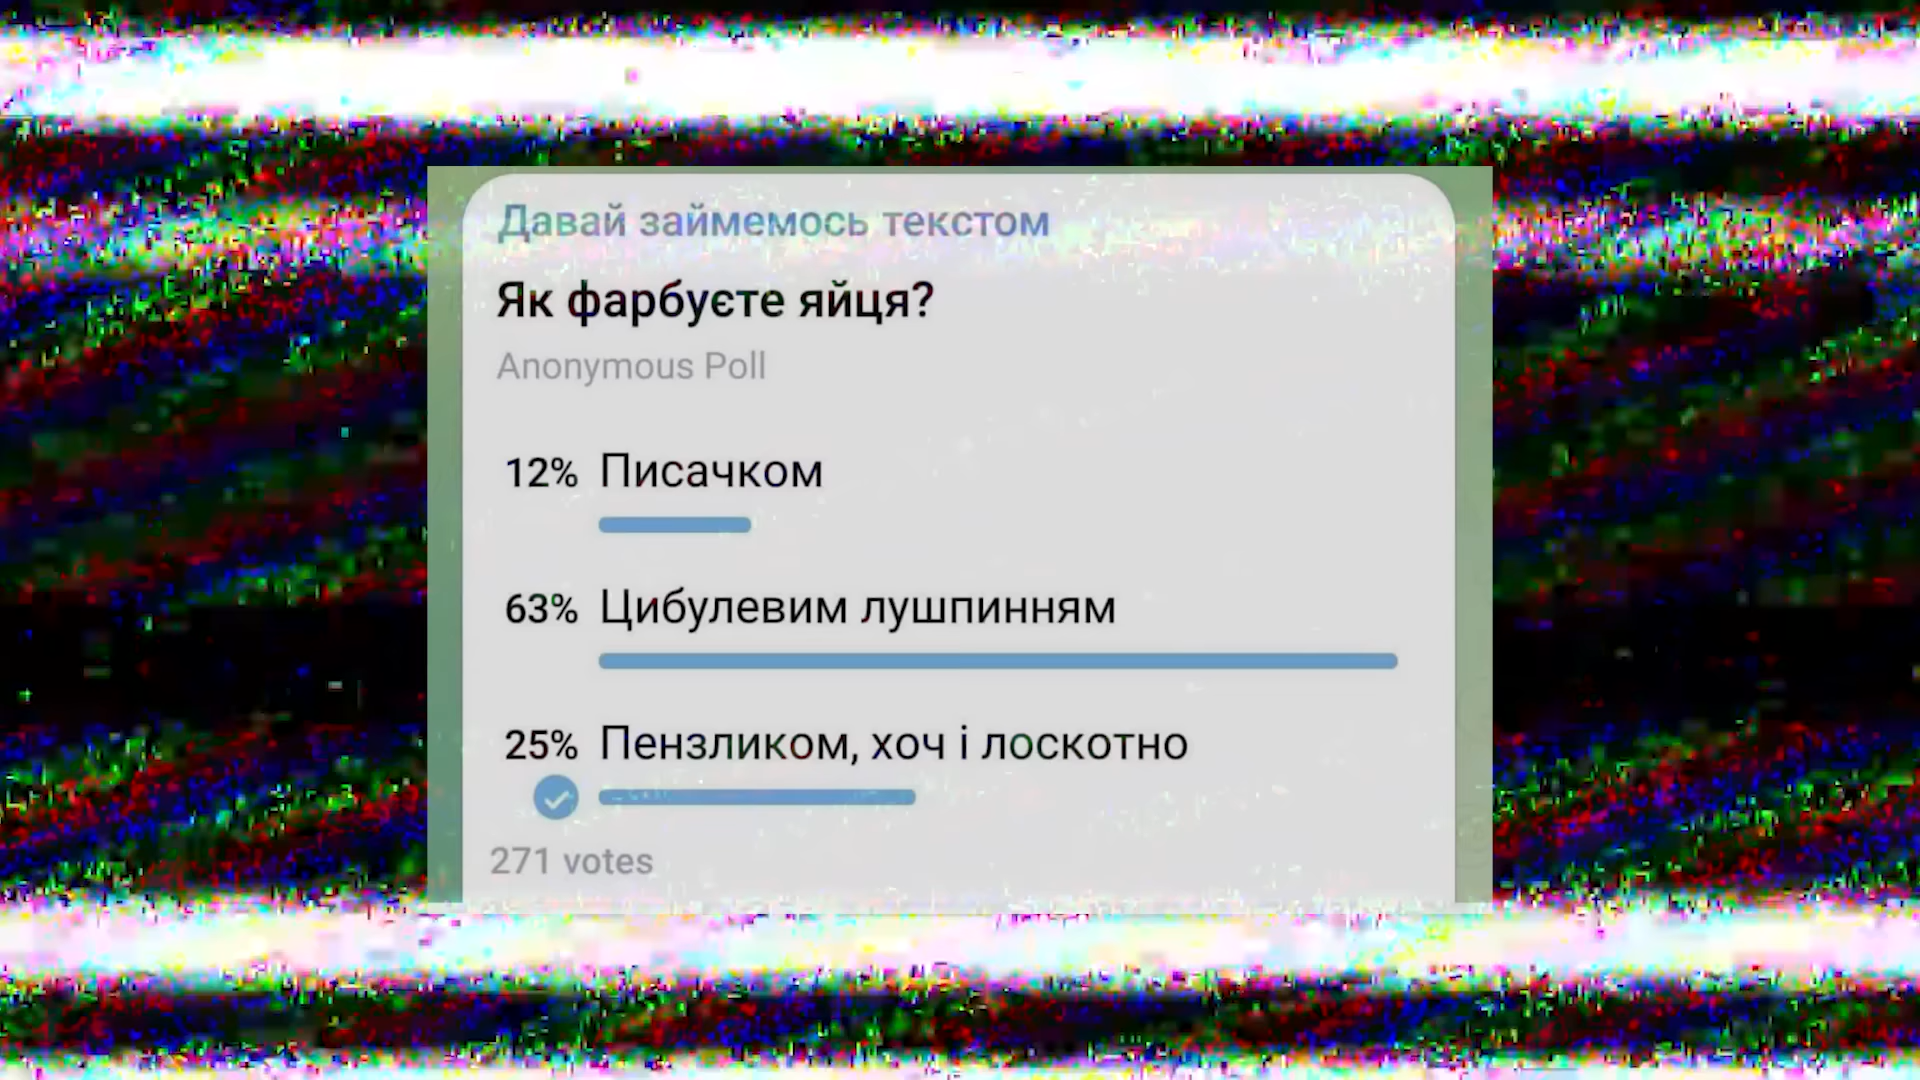 Давай займемось текстом
Як фарбуєте яйця?
Anonymous Poll
12% Писачком
63% Цибулевим лушпинням
25% Пензликом, хоч і лоскотно
271 votes